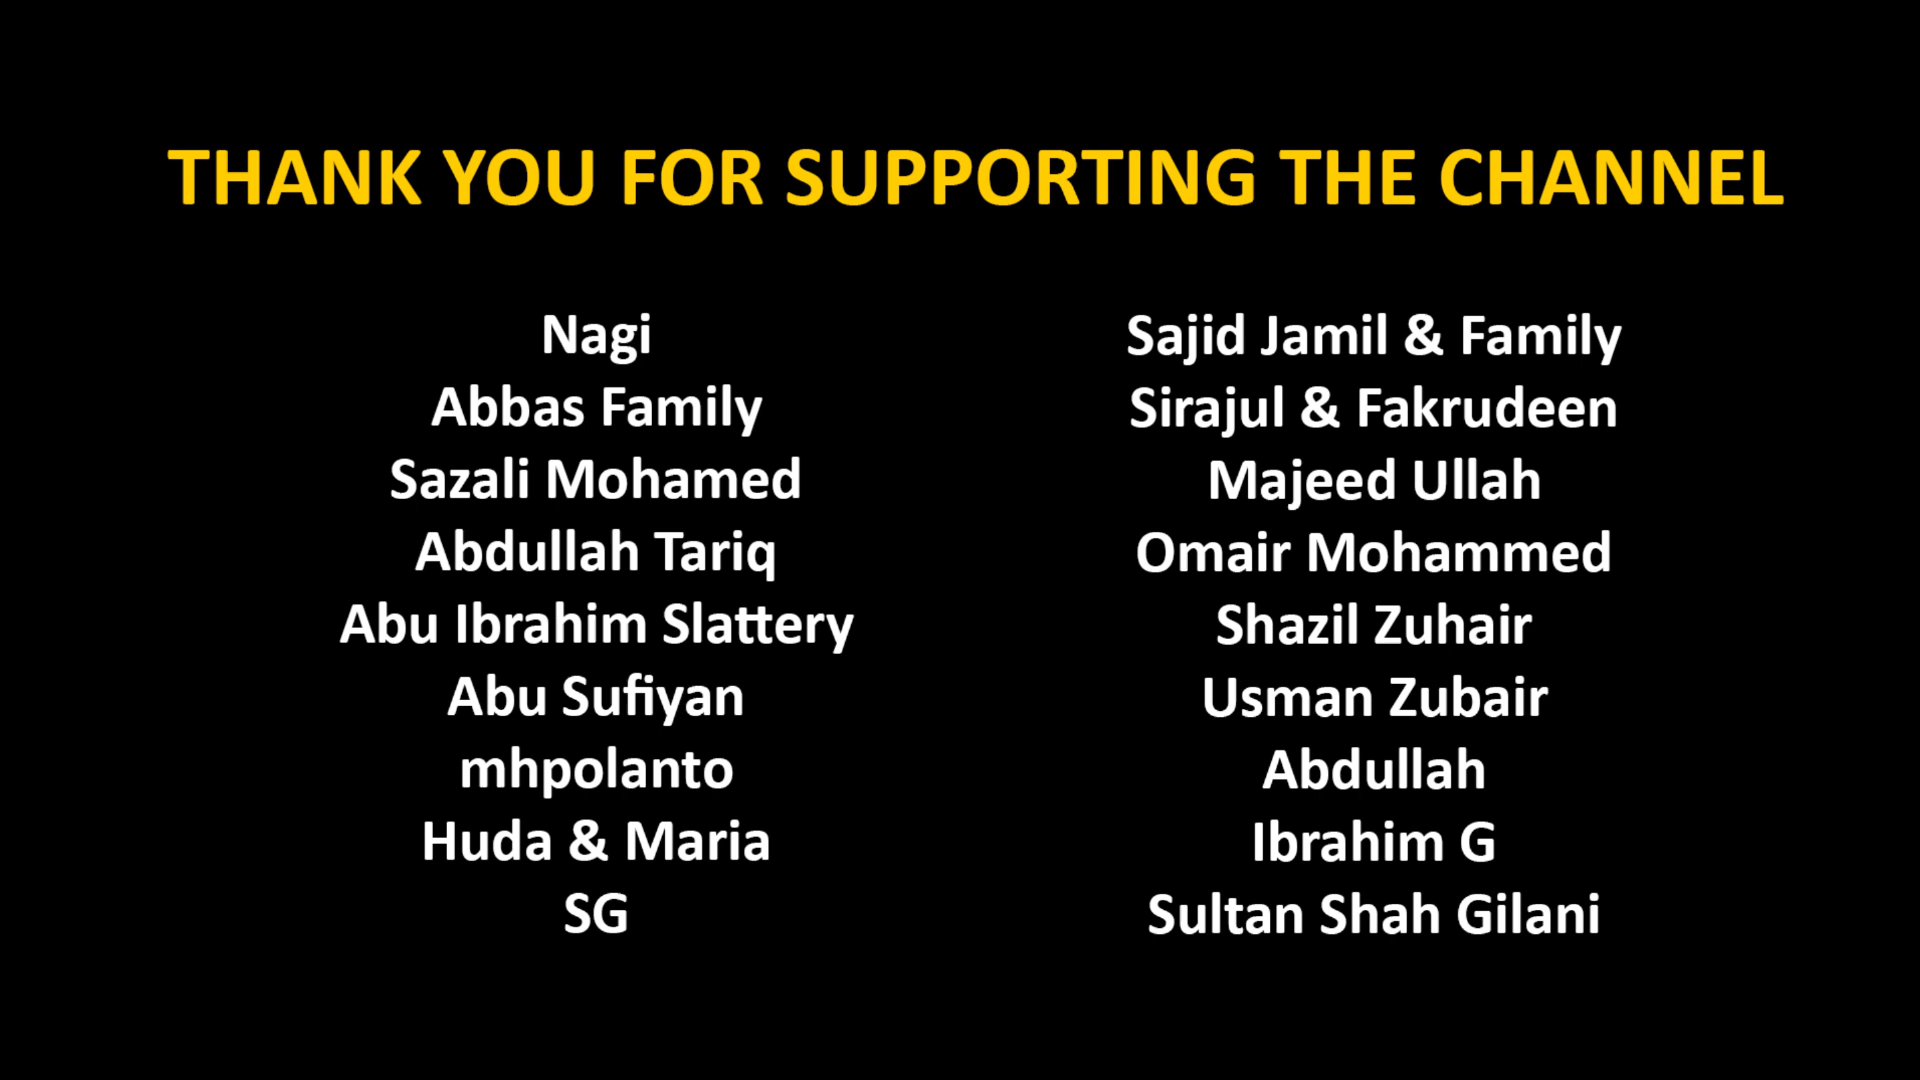 THANK YOU FOR SUPPORTING THE CHANNEL
Nagi
Abbas Family
Sazali Mohamed
Abdullah Tariq
Abu Ibrahim Slattery
Abu Sufiyan
mhpolanto
Huda & Maria
SG
Sajid Jamil & Family
Sirajul & Fakrudeen
Majeed Ullah
Omair Mohammed
Shazil Zuhair
Usman Zubair
Abdullah
Ibrahim G
Sultan Shah Gilani